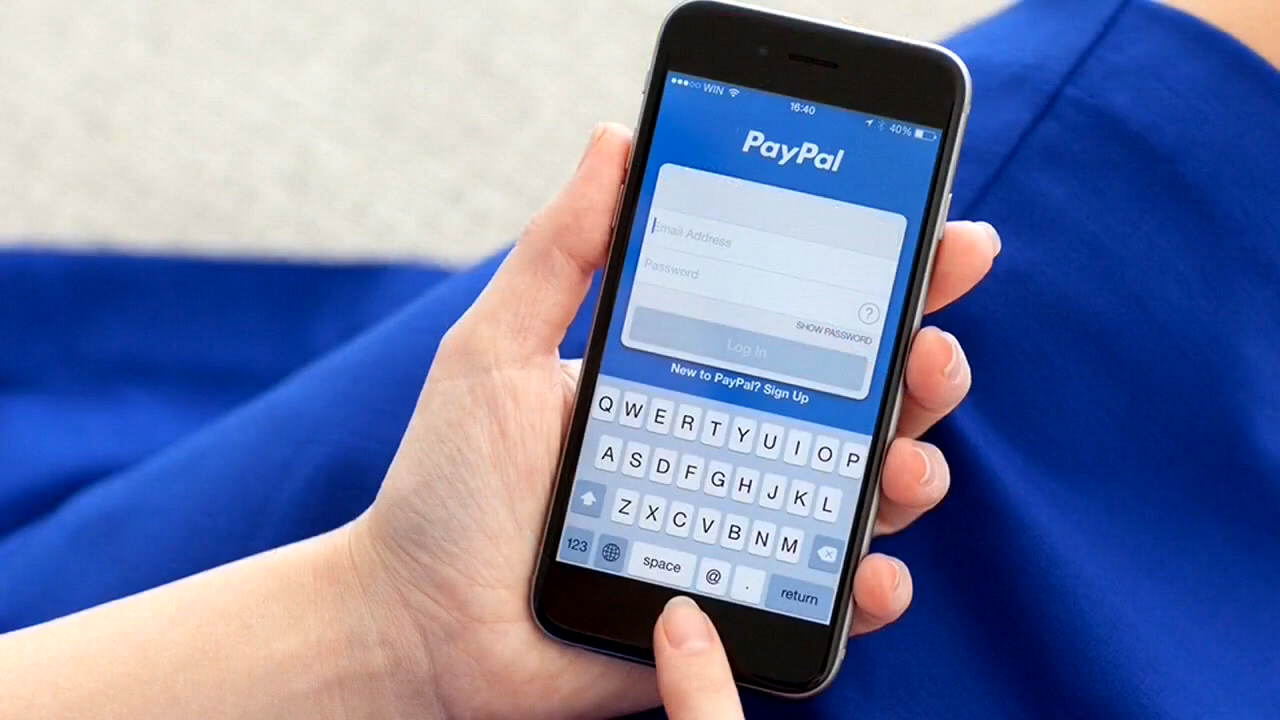 WIN
16:40
40%
PayPal
Email Address
Password
?
SHOW PASSWORD
Log In
New to PayPal? Sign Up
Q W E R T Y U I O P
A S D F G H J K L
Z X C V B N M
123 space @ . return